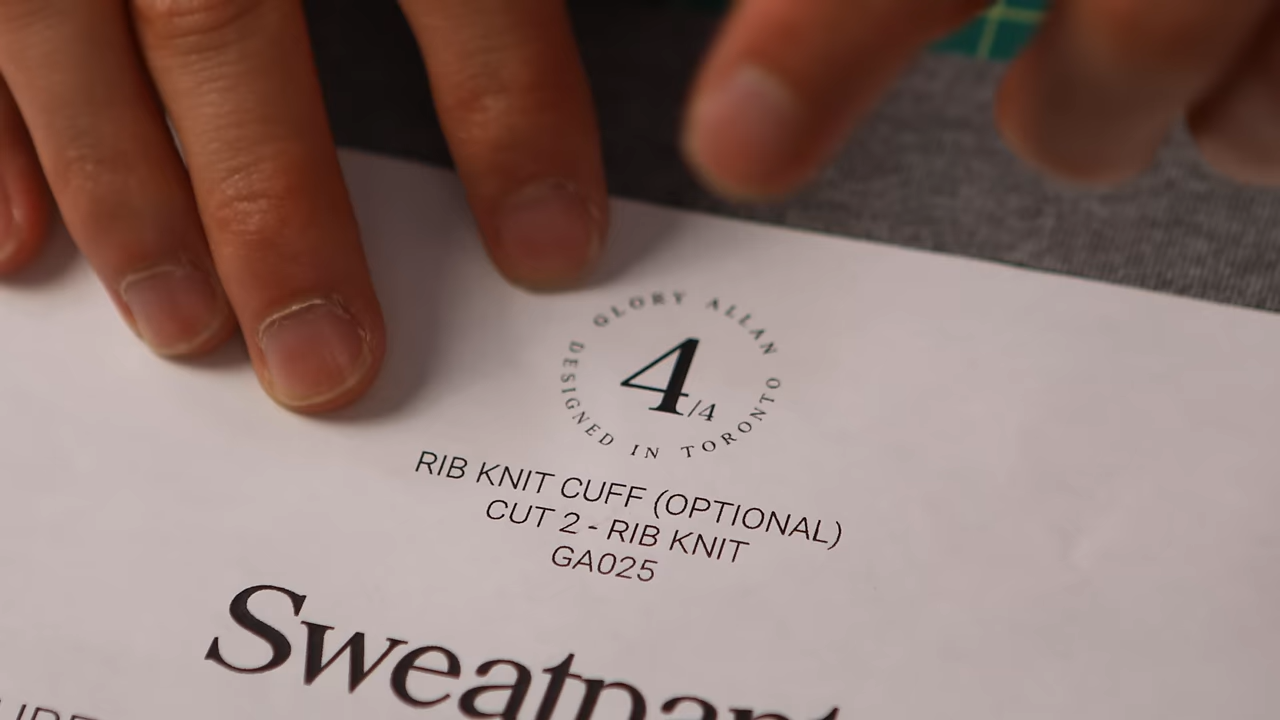 GLORY ALLAN
DESIGNED IN TORONTO
4/4
RIB KNIT CUFF (OPTIONAL)
CUT 2 - RIB KNIT
GA025
Sweatpant